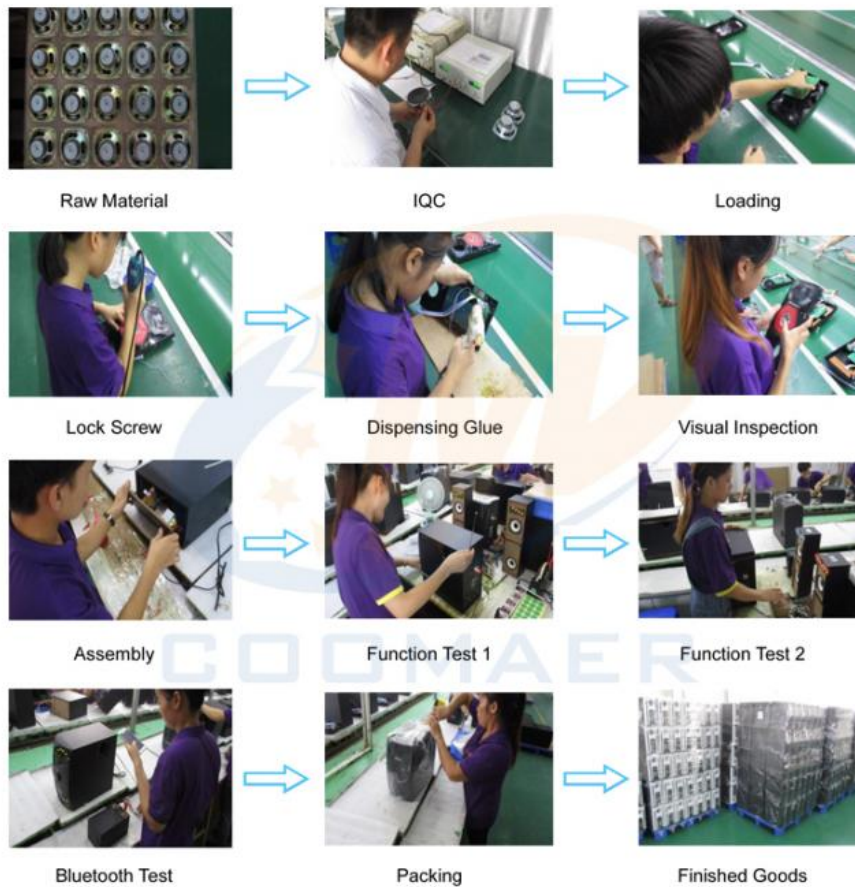 Raw Material
IQC
Loading
Lock Screw
Dispensing Glue
Visual Inspection
Assembly
Function Test 1
Function Test 2
COOMAER
Bluetooth Test
Packing
Finished Goods